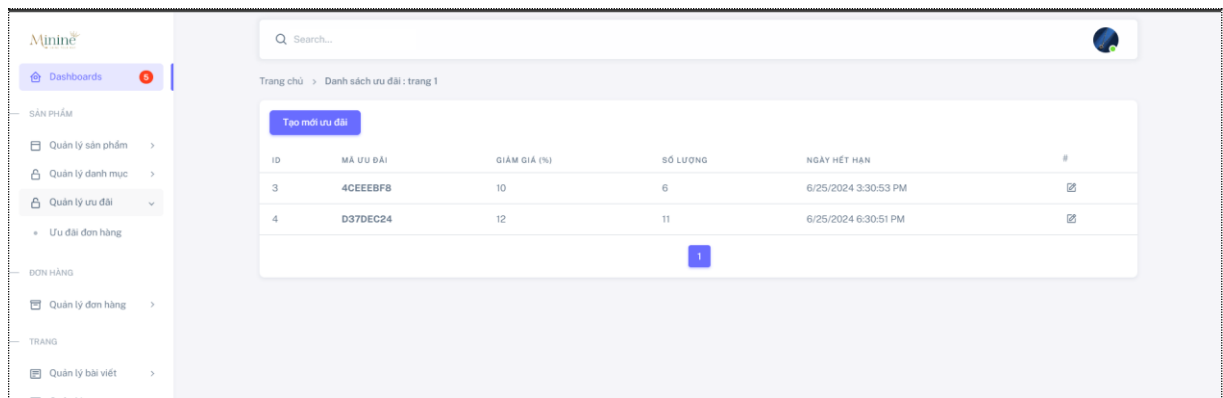 Minine
Search...
Dashboards 5
Trang chủ > Danh sách ưu đãi : trang 1
SẢN PHẨM
Tạo mới ưu đãi
Quản lý sản phẩm
ID MÃ ƯU ĐÃI GIẢM GIÁ (%) SỐ LƯỢNG NGÀY HẾT HẠN #
Quản lý danh mục
3 4CEEEBF8 10 6 6/25/2024 3:30:53 PM
Quản lý ưu đãi
4 D37DEC24 12 11 6/25/2024 6:30:51 PM
Ưu đãi đơn hàng
1
ĐƠN HÀNG
Quản lý đơn hàng
TRANG
Quản lý bài viết